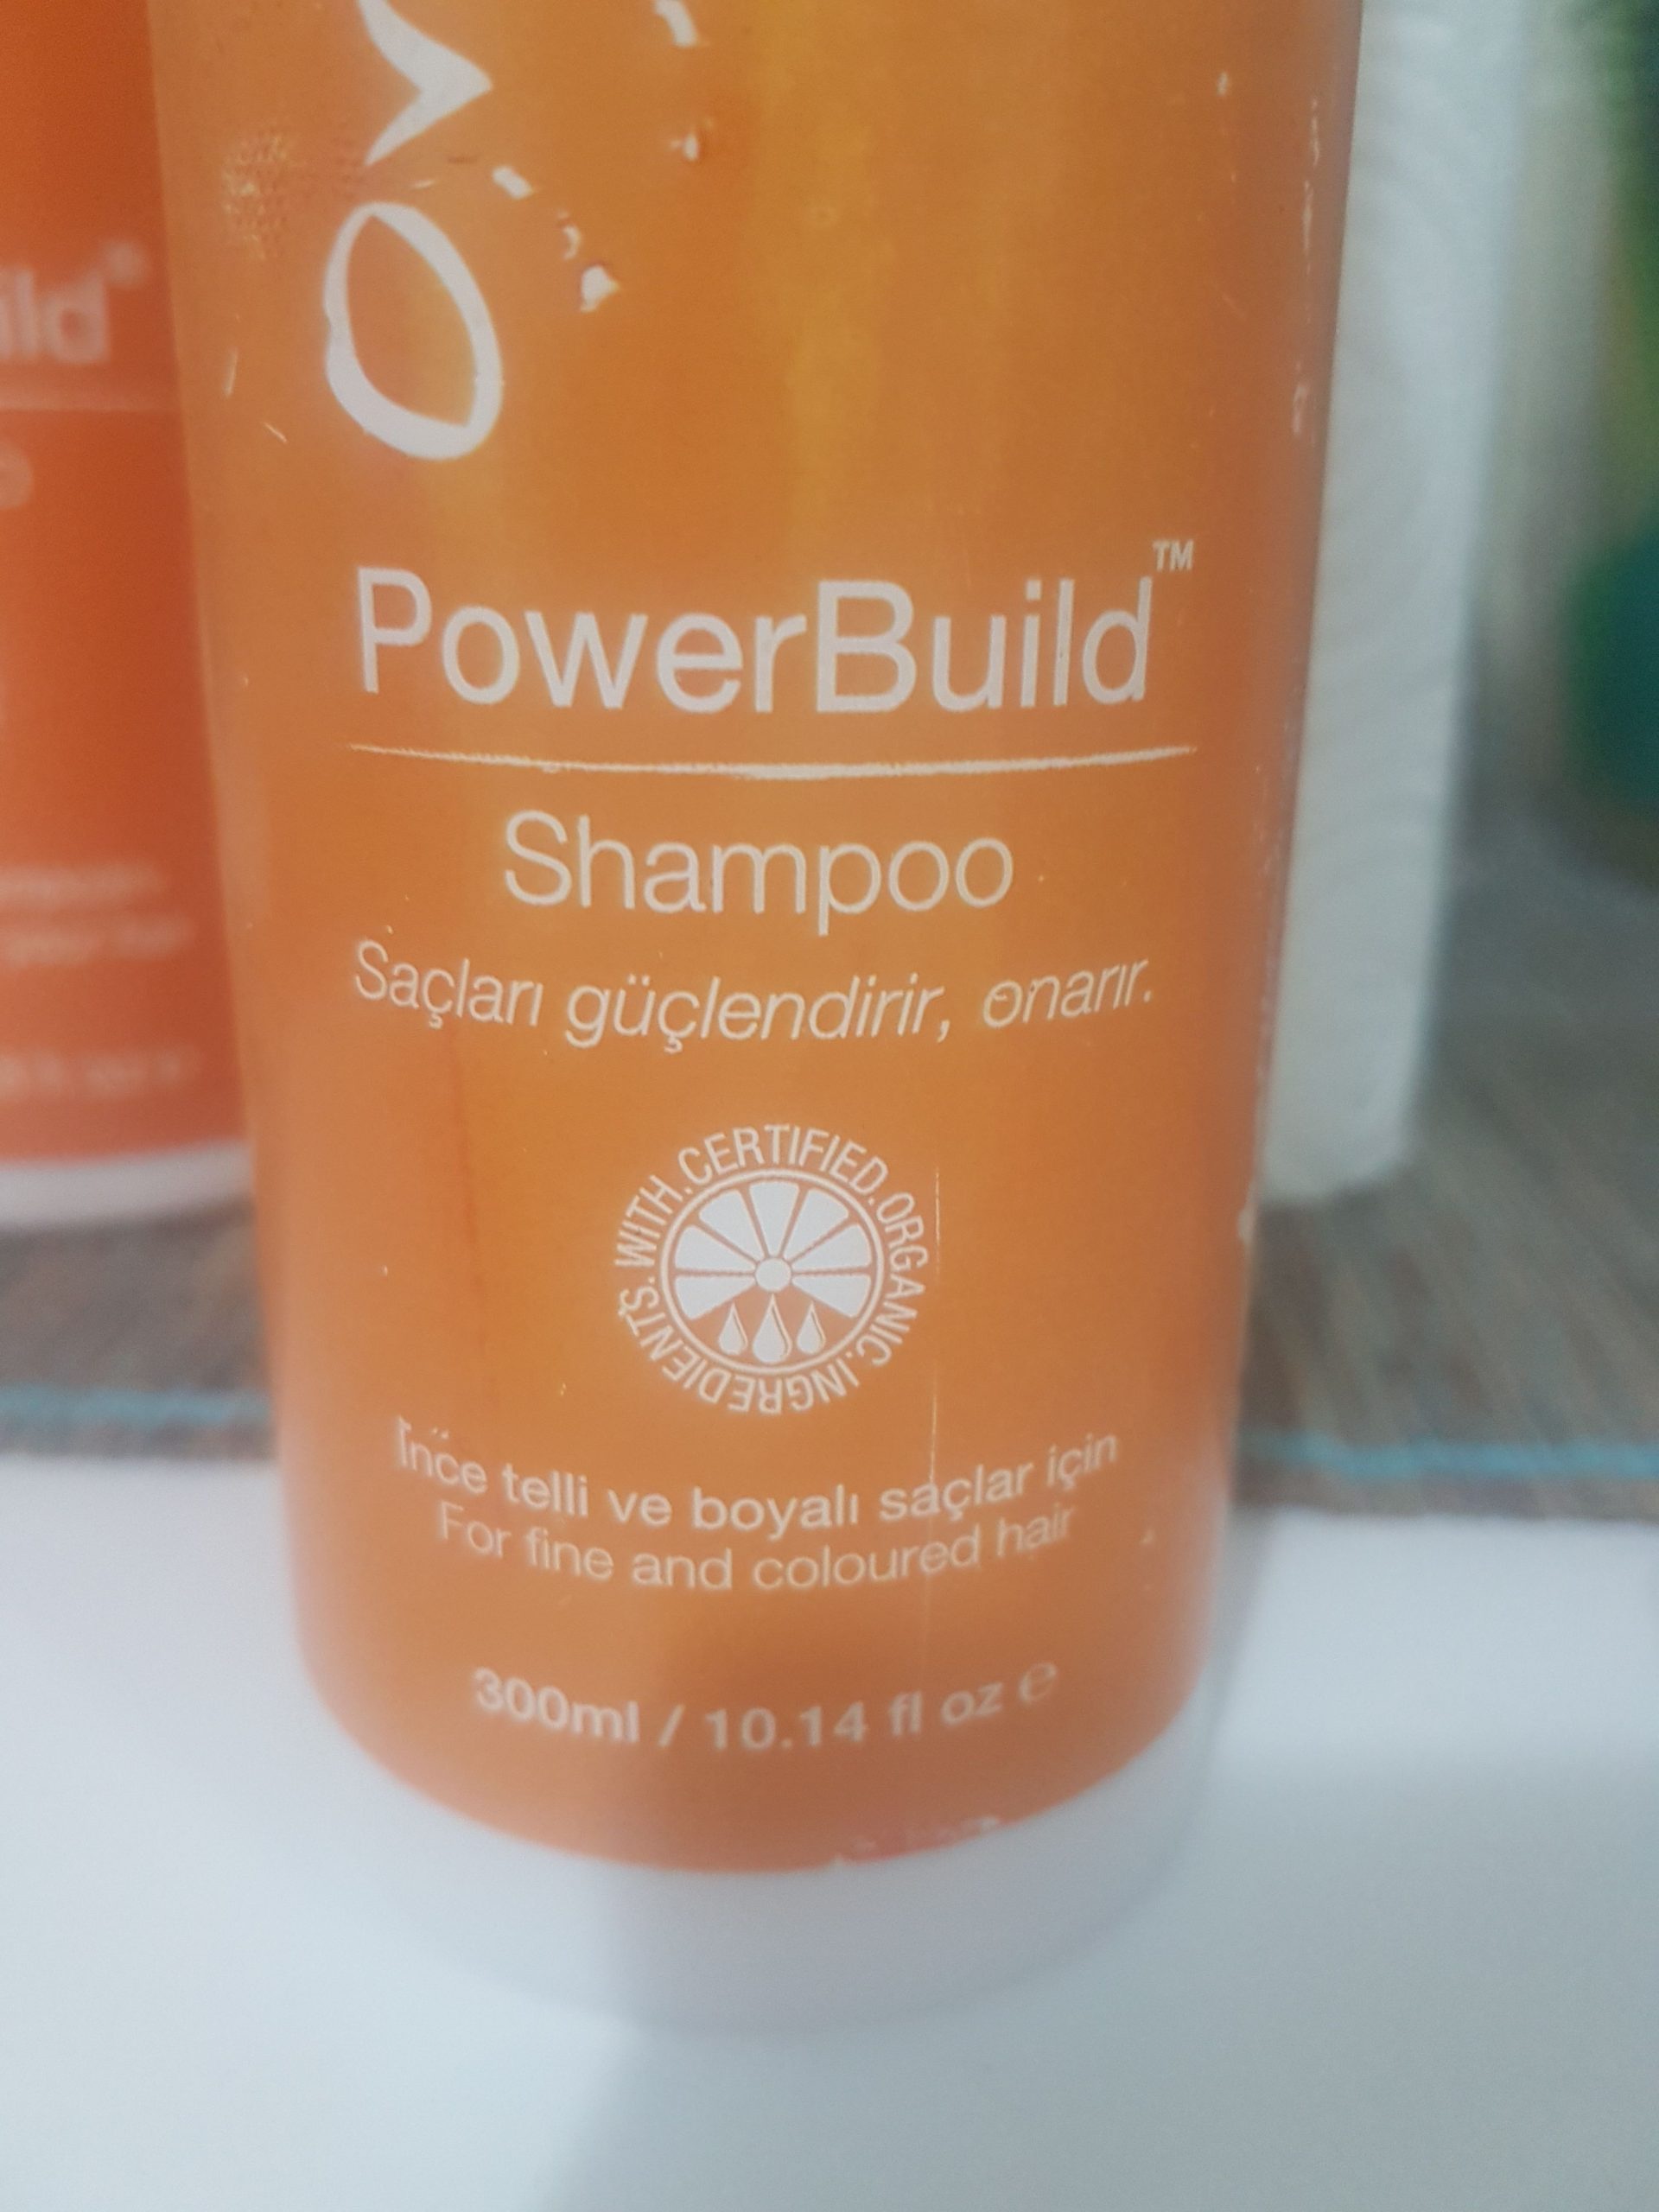 PowerBuild™
Shampoo
Saçları güçlendirir, onarır.
WITH.CERTIFIED.ORGANIC.INGREDIENTS.
İnce telli ve boyalı saçlar için
For fine and coloured hair
300ml / 10.14 fl oz e
ild